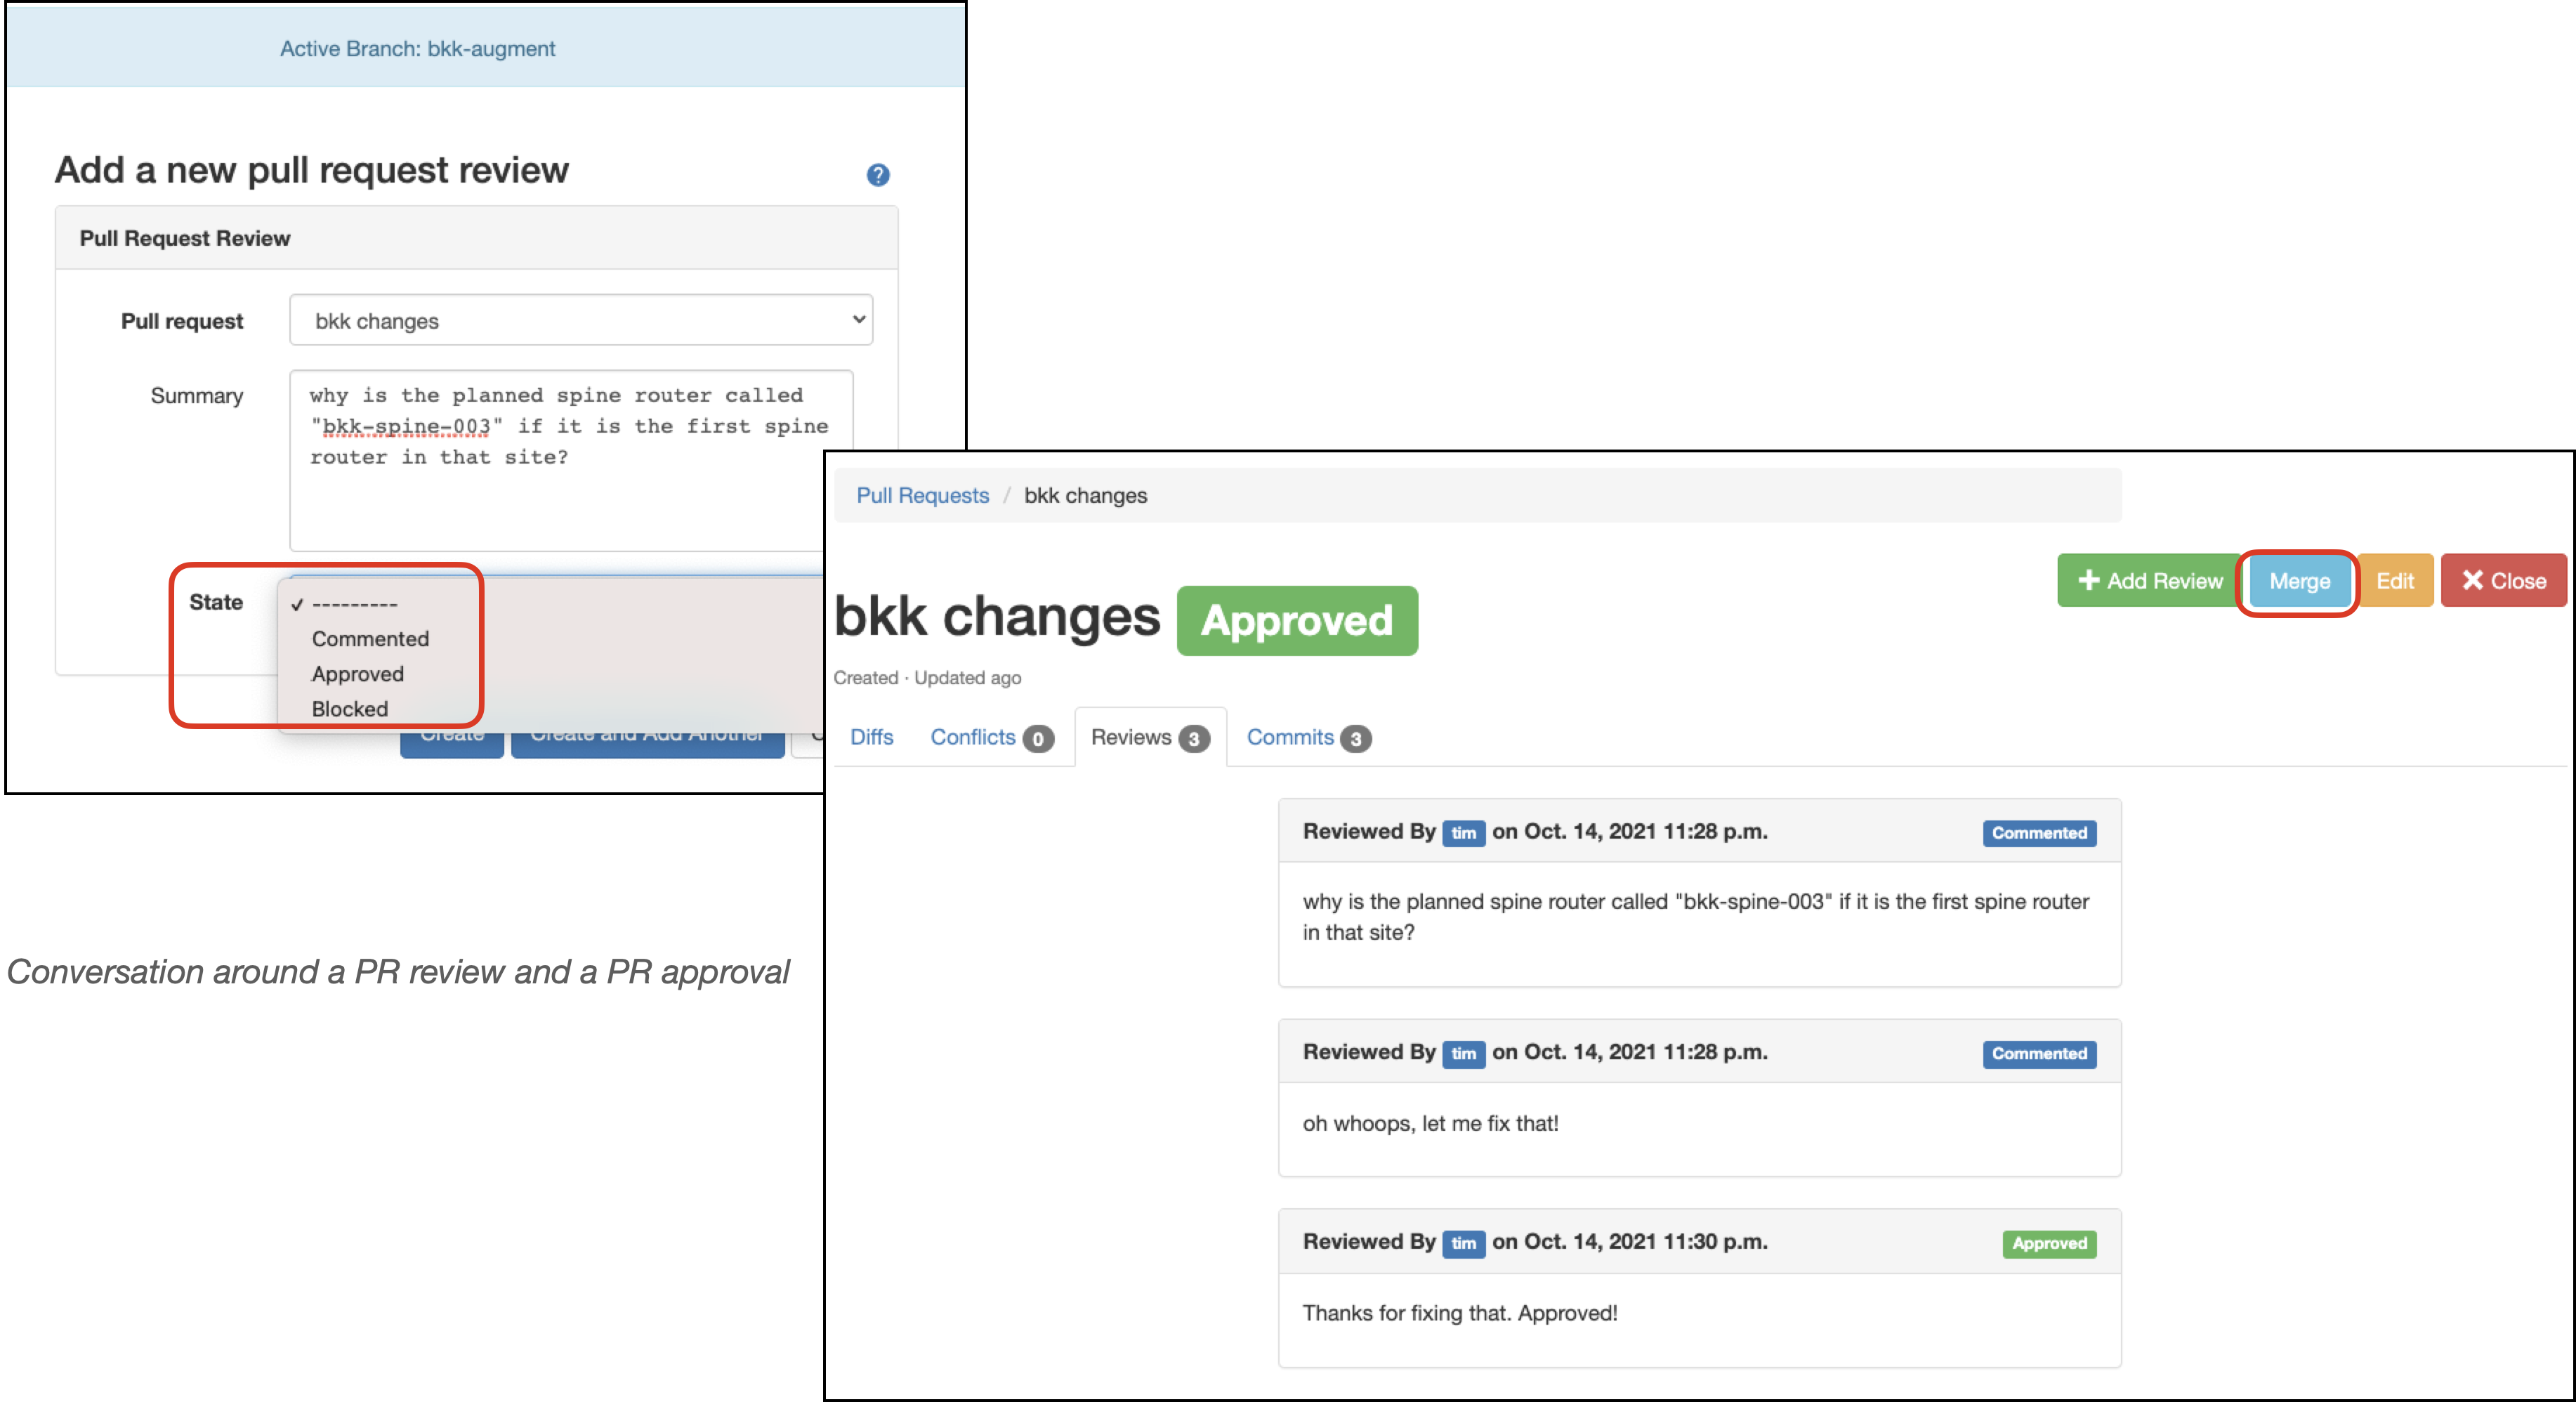 Active Branch: bkk-augment
Add a new pull request review
?
Pull Request Review
Pull request
bkk changes
Summary
why is the planned spine router called
"bkk-spine-003" if it is the first spine
router in that site?
State
✓ ---------
Commented
Approved
Blocked
Create
Create and Add Another
Conversation around a PR review and a PR approval
Pull Requests / bkk changes
+ Add Review
Merge
Edit
✖ Close
bkk changes Approved
Created · Updated ago
Diffs
Conflicts 0
Reviews 3
Commits 3
Reviewed By tim on Oct. 14, 2021 11:28 p.m.
Commented
why is the planned spine router called "bkk-spine-003" if it is the first spine router
in that site?
Reviewed By tim on Oct. 14, 2021 11:28 p.m.
Commented
oh whoops, let me fix that!
Reviewed By tim on Oct. 14, 2021 11:30 p.m.
Approved
Thanks for fixing that. Approved!